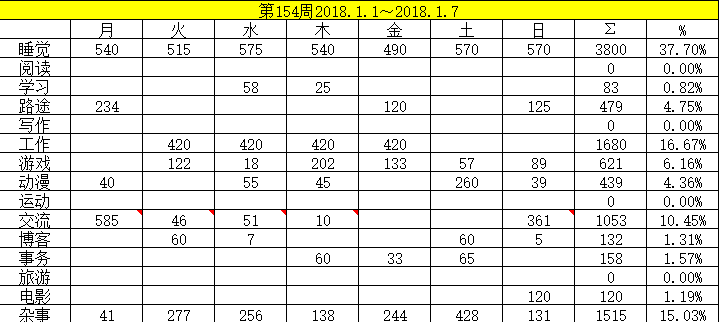 第154周2018.1.1～2018.1.7
月 火 水 木 金 土 日 Σ %
睡觉 540 515 575 540 490 570 570 3800 37.70%
阅读 0 0.00%
学习 58 25 83 0.82%
路途 234 120 125 479 4.75%
写作 0 0.00%
工作 420 420 420 420 1680 16.67%
游戏 122 18 202 133 57 89 621 6.16%
动漫 40 55 45 260 39 439 4.36%
运动 0 0.00%
交流 585 46 51 10 361 1053 10.45%
博客 60 7 60 5 132 1.31%
事务 60 33 65 158 1.57%
旅游 0 0.00%
电影 120 120 1.19%
杂事 41 277 256 138 244 428 131 1515 15.03%